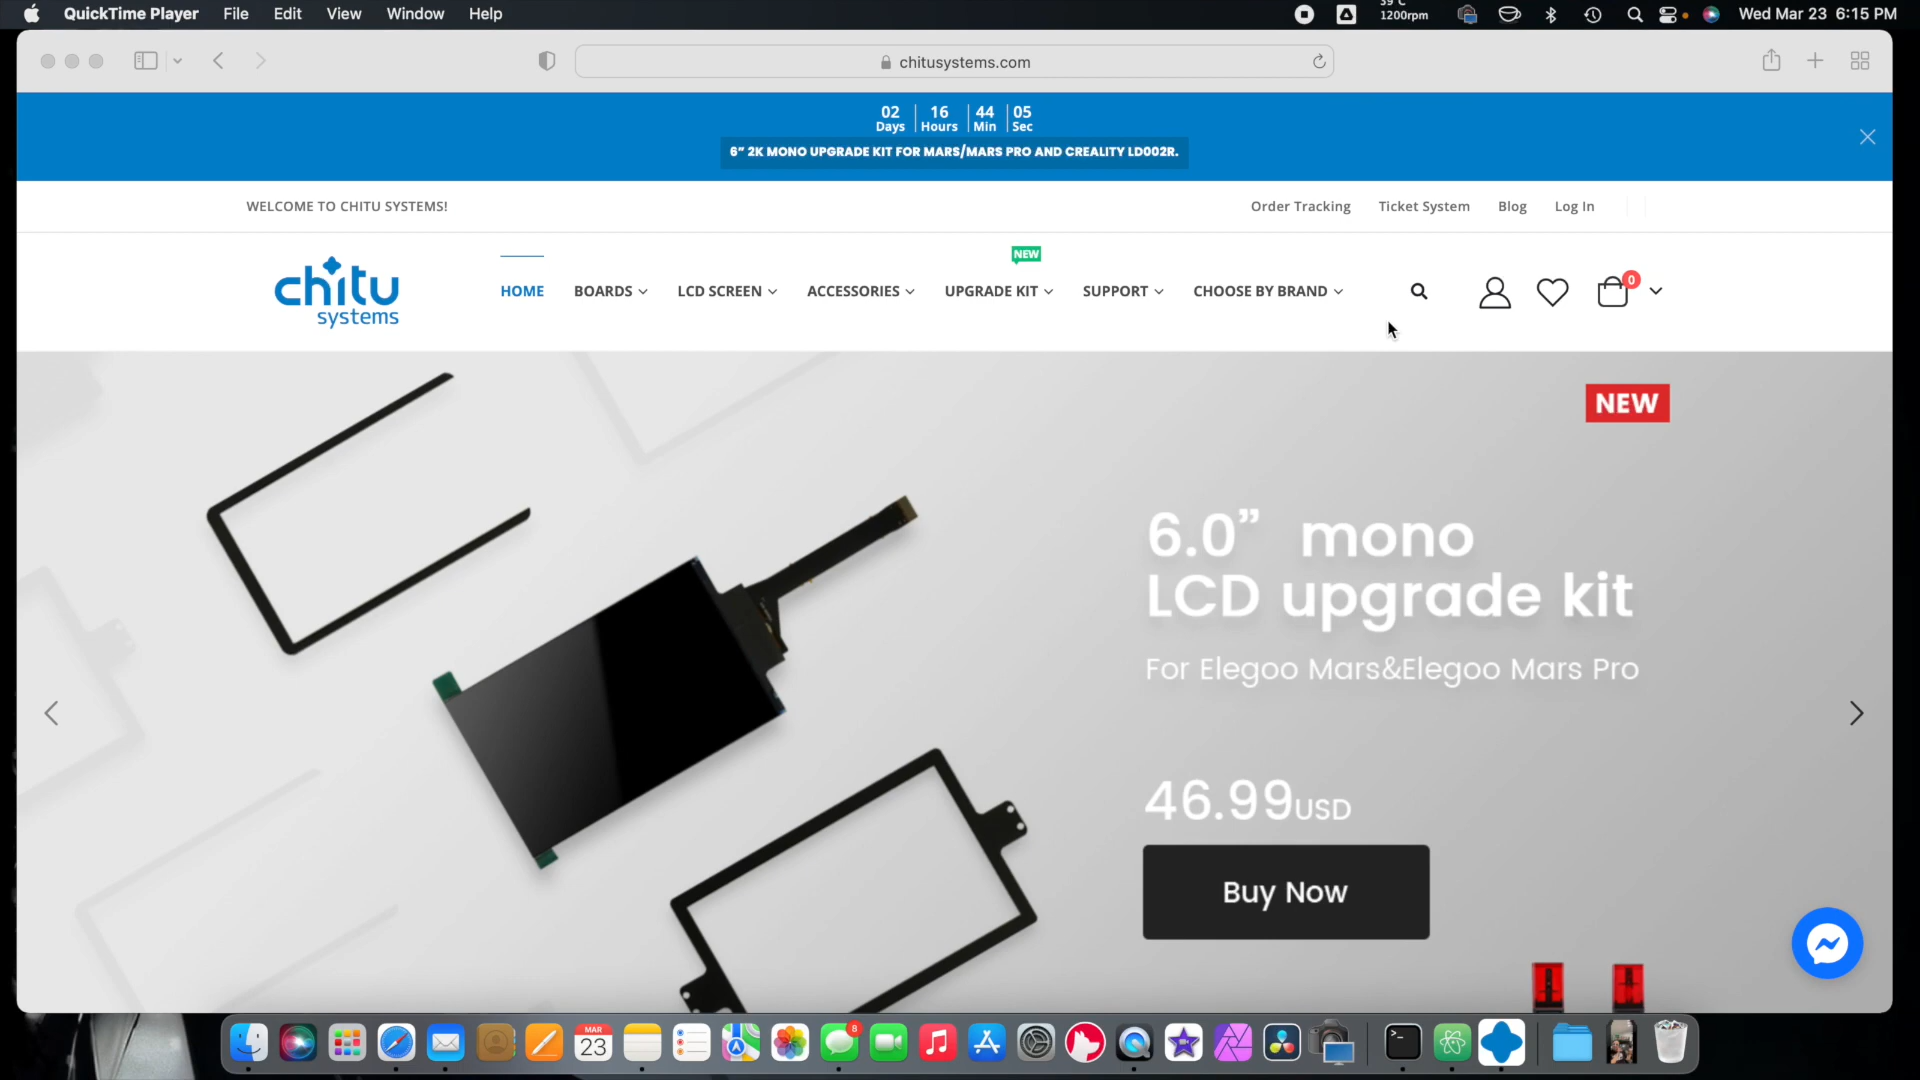 QuickTime Player File Edit View Window Help
1200rpm
Wed Mar 23 6:15 PM
chitusystems.com
02 16 44 05
Days Hours Min Sec
6” 2K MONO UPGRADE KIT FOR MARS/MARS PRO AND CREALITY LD002R.
WELCOME TO CHITU SYSTEMS!
Order Tracking Ticket System Blog Log In
NEW
chitu
systems
HOME BOARDS LCD SCREEN ACCESSORIES UPGRADE KIT SUPPORT CHOOSE BY BRAND
0
NEW
6.0” mono
LCD upgrade kit
For Elegoo Mars&Elegoo Mars Pro
46.99USD
Buy Now
MAR
23
8